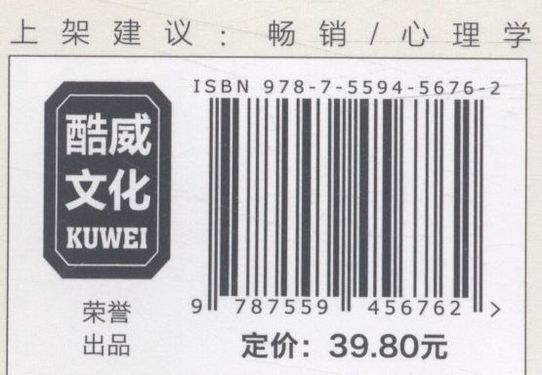 上架建议：畅销/心理学
ISBN 978-7-5594-5676-2
酷威
文化
KUWEI
荣誉
出品
9 787559 456762 >
定价：39.80元